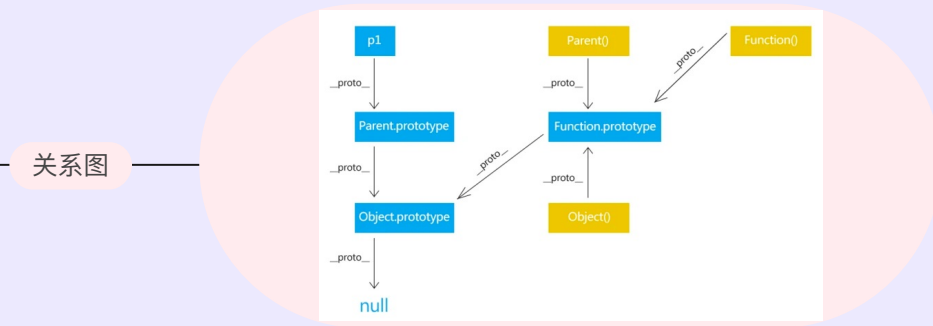 关系图
p1
Parent()
Function()
__proto__
__proto__
__proto__
Parent.prototype
Function.prototype
__proto__
__proto__
__proto__
Object.prototype
Object()
__proto__
null